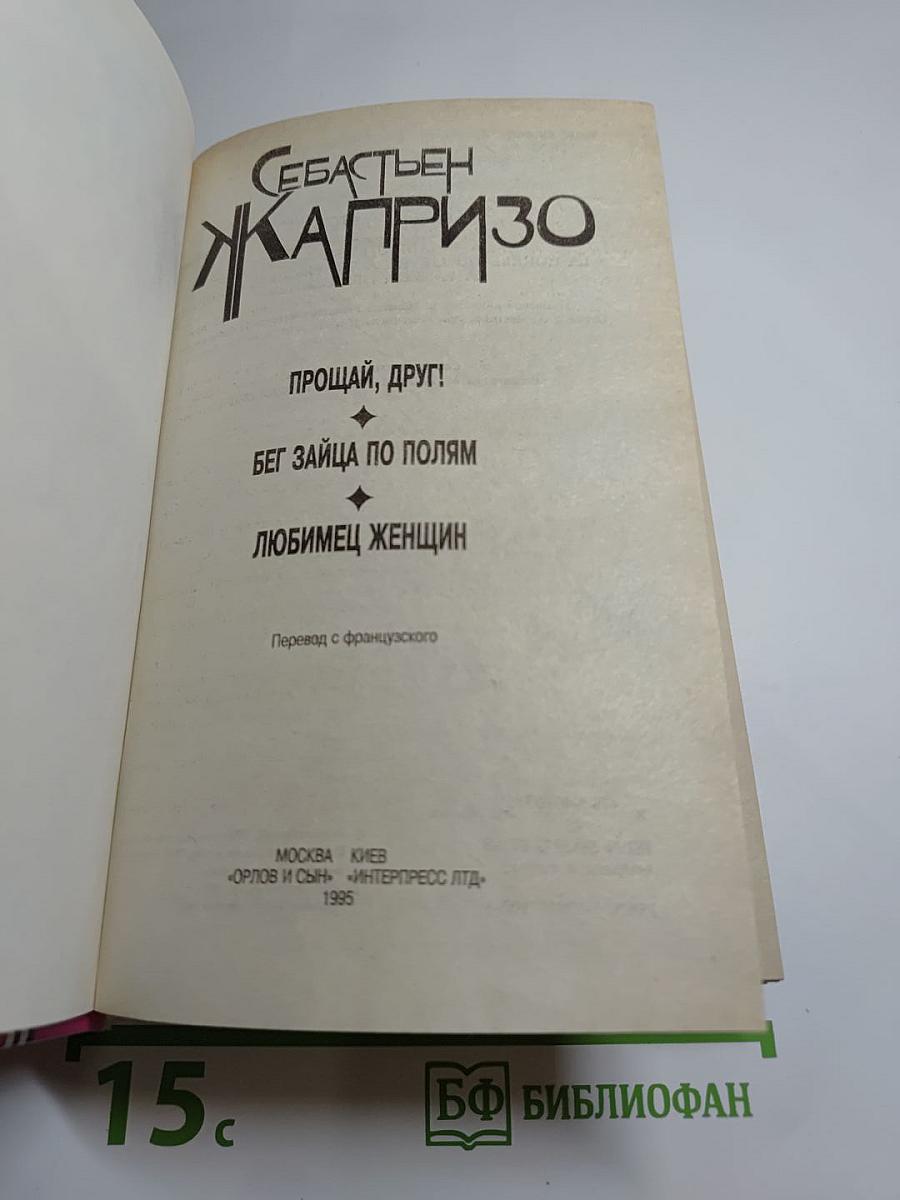 СЕБАСТЬЕН
ЖАПРИЗО
ПРОЩАЙ, ДРУГ!
БЕГ ЗАЙЦА ПО ПОЛЯМ
ЛЮБИМЕЦ ЖЕНЩИН
Перевод с французского
МОСКВА КИЕВ
«ОРЛОВ И СЫН» «ИНТЕРПРЕСС ЛТД»
1995
15 с
БФ БИБЛИОФАН